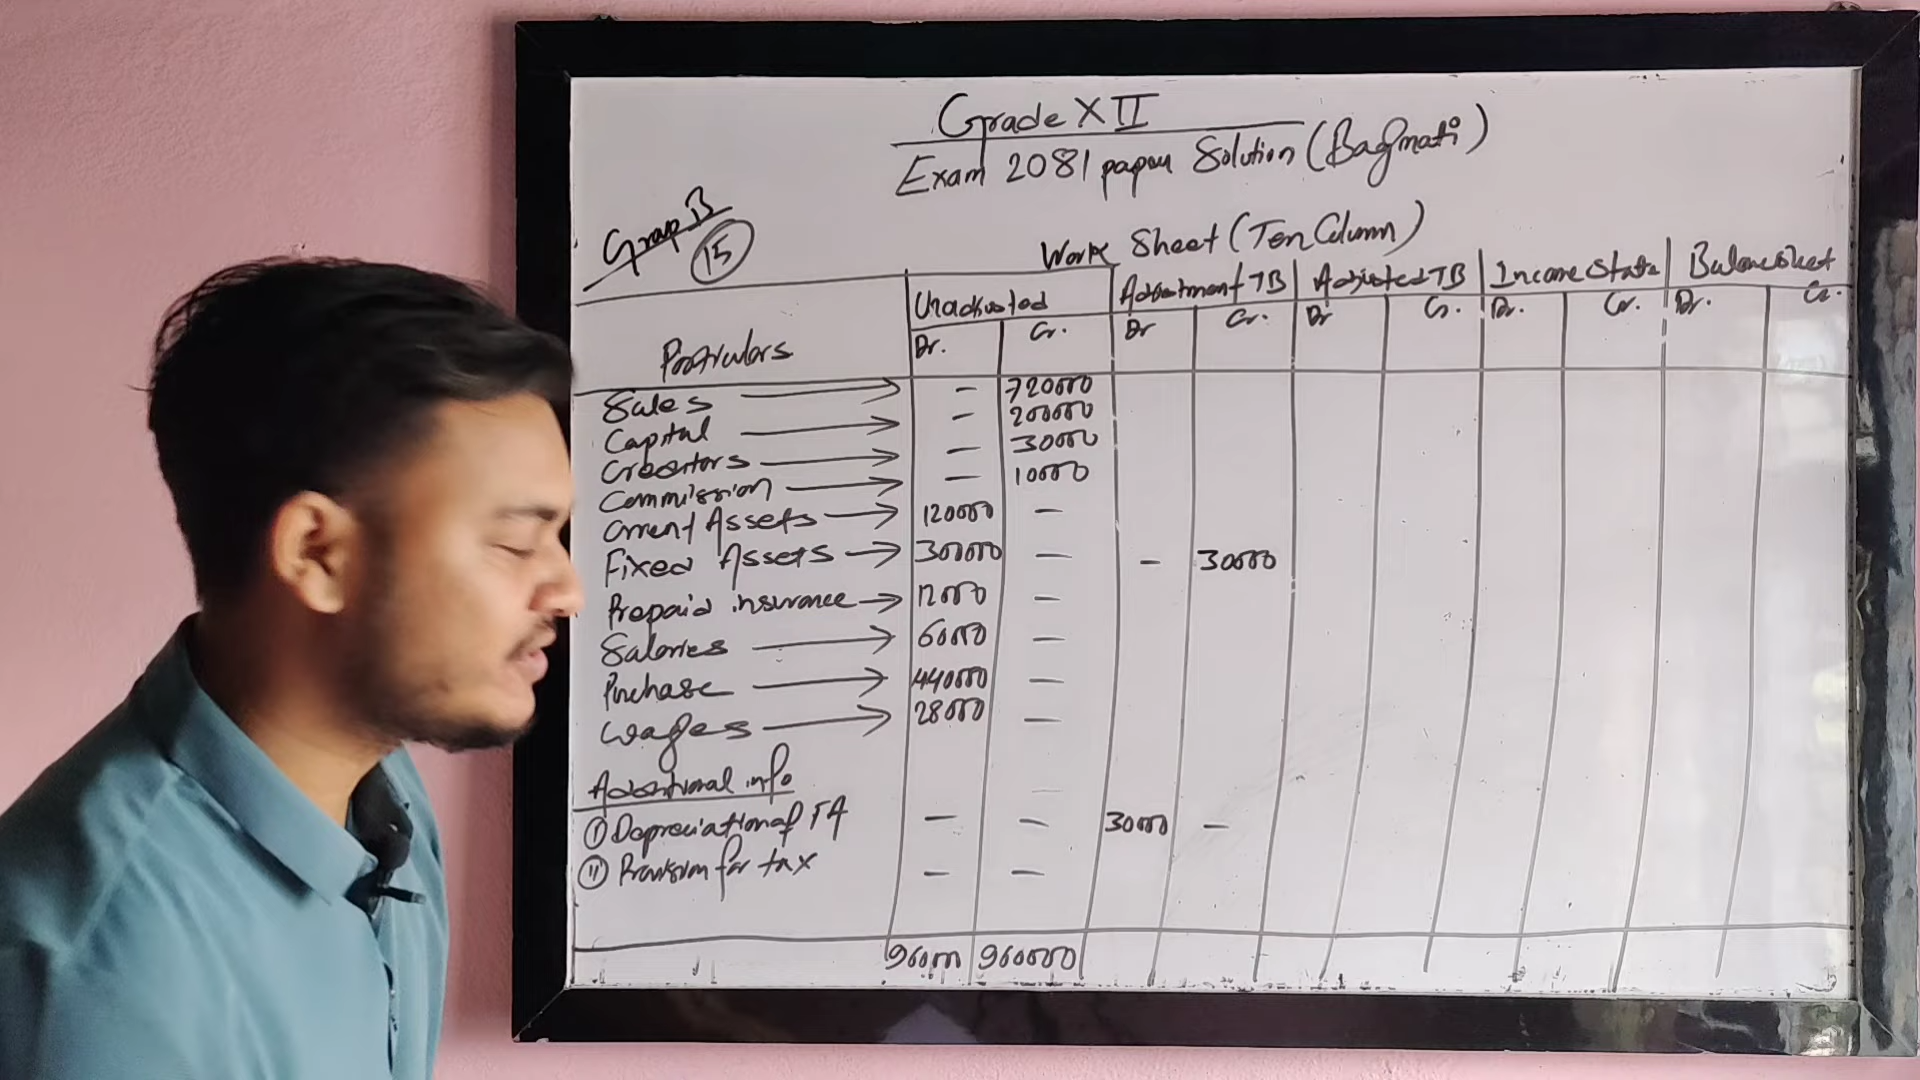 Grade XII
Exam 2081 paper Solution (Bagmati)
Group B
15
Work Sheet (Ten Column)
Particulars Unadjusted Adjustment TB Adjusted TB Income State Balance sheet
Dr. Cr. Dr Cr. Dr Cr. Dr. Cr. Dr. Cr.
Sales - 720000
Capital - 200000
Creditors - 30000
Commission - 10000
Current Assets 120000 -
Fixed Assets 300000 - - 30000
Prepaid insurance 12000 -
Salaries 60000 -
Purchase 440000 -
Wages 28000 -
Additional info
(i) Depreciation of FA - - 30000 -
(ii) Provision for tax - -
960000 960000